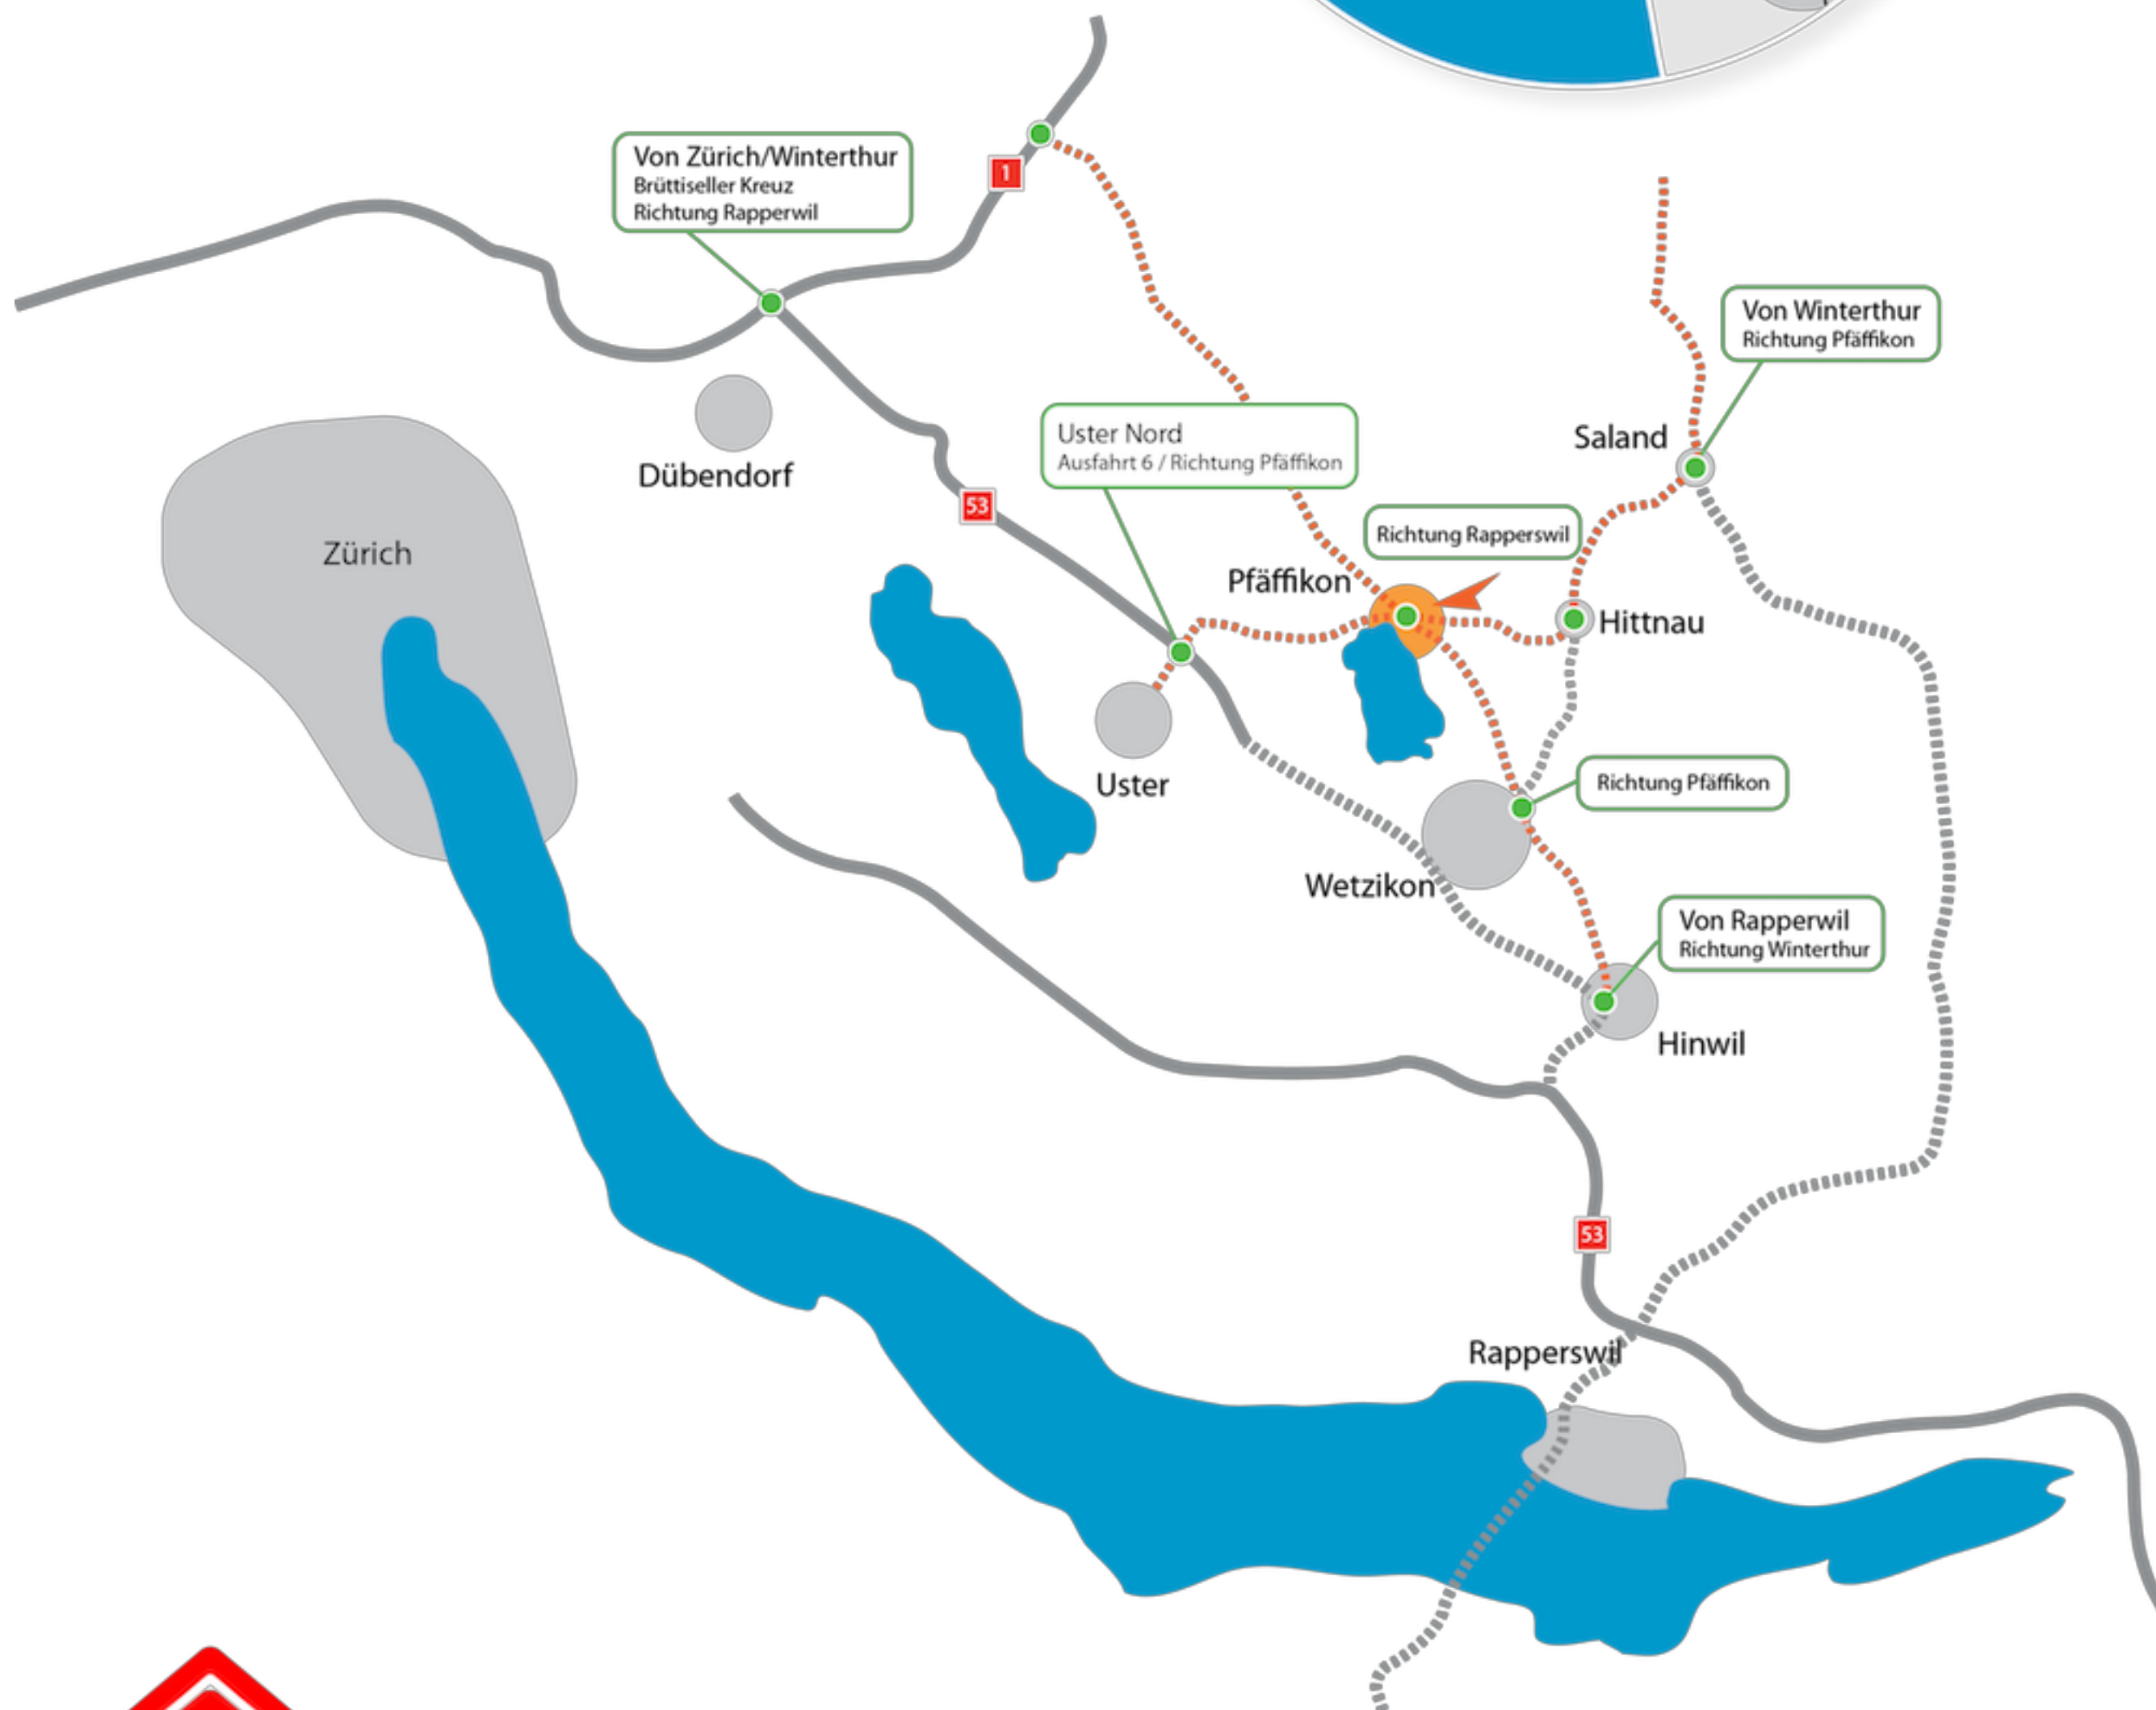 Von Zürich/Winterthur
Brüttiseller Kreuz
Richtung Rapperwil
1
Von Winterthur
Richtung Pfäffikon
Saland
Uster Nord
Ausfahrt 6 / Richtung Pfäffikon
Dübendorf
53
Richtung Rapperswil
Zürich
Pfäffikon
Hittnau
Uster
Richtung Pfäffikon
Wetzikon
Von Rapperwil
Richtung Winterthur
Hinwil
53
Rapperswil